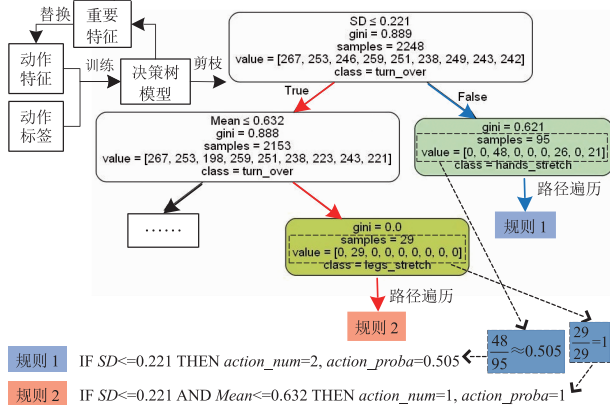 替换
重要
特征
动作
特征
训练
决策树
模型
剪枝
动作
标签
SD ≤ 0.221
gini = 0.889
samples = 2248
value = [267, 253, 246, 259, 251, 238, 249, 243, 242]
class = turn_over
True
False
Mean ≤ 0.632
gini = 0.888
samples = 2153
value = [267, 253, 198, 259, 251, 238, 223, 243, 221]
class = turn_over
gini = 0.621
samples = 95
value = [0, 0, 48, 0, 0, 0, 26, 0, 21]
class = hands_stretch
路径遍历
规则 1
……
gini = 0.0
samples = 29
value = [0, 29, 0, 0, 0, 0, 0, 0, 0]
class = legs_stretch
路径遍历
规则 2
48/95≈0.505
29/29=1
规则 1 IF SD<=0.221 THEN action_num=2, action_proba=0.505
规则 2 IF SD<=0.221 AND Mean<=0.632 THEN action_num=1, action_proba=1